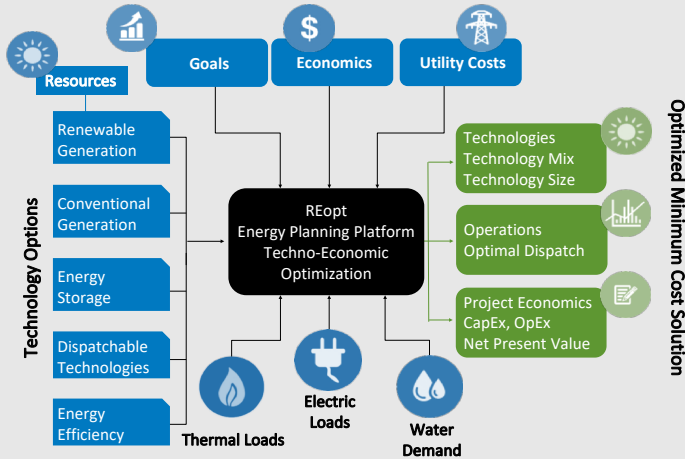 Goals
Economics
Utility Costs
Resources
Technology Options
Renewable
Generation
Conventional
Generation
Energy
Storage
Dispatchable
Technologies
Energy
Efficiency
REopt
Energy Planning Platform
Techno-Economic
Optimization
Thermal Loads
Electric
Loads
Water
Demand
Technologies
Technology Mix
Technology Size
Operations
Optimal Dispatch
Project Economics
CapEx, OpEx
Net Present Value
Optimized Minimum Cost Solution